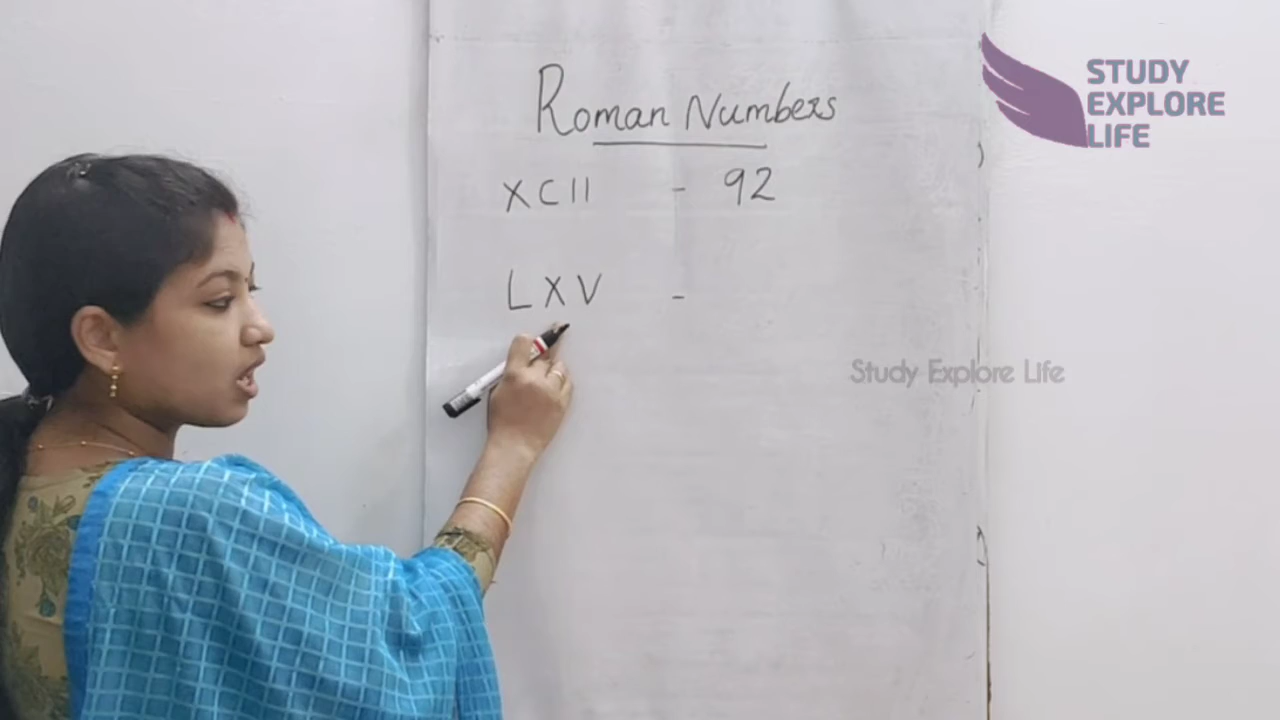 Roman Numbers
XCII - 92
LXV -
STUDY
EXPLORE
LIFE
Study Explore Life